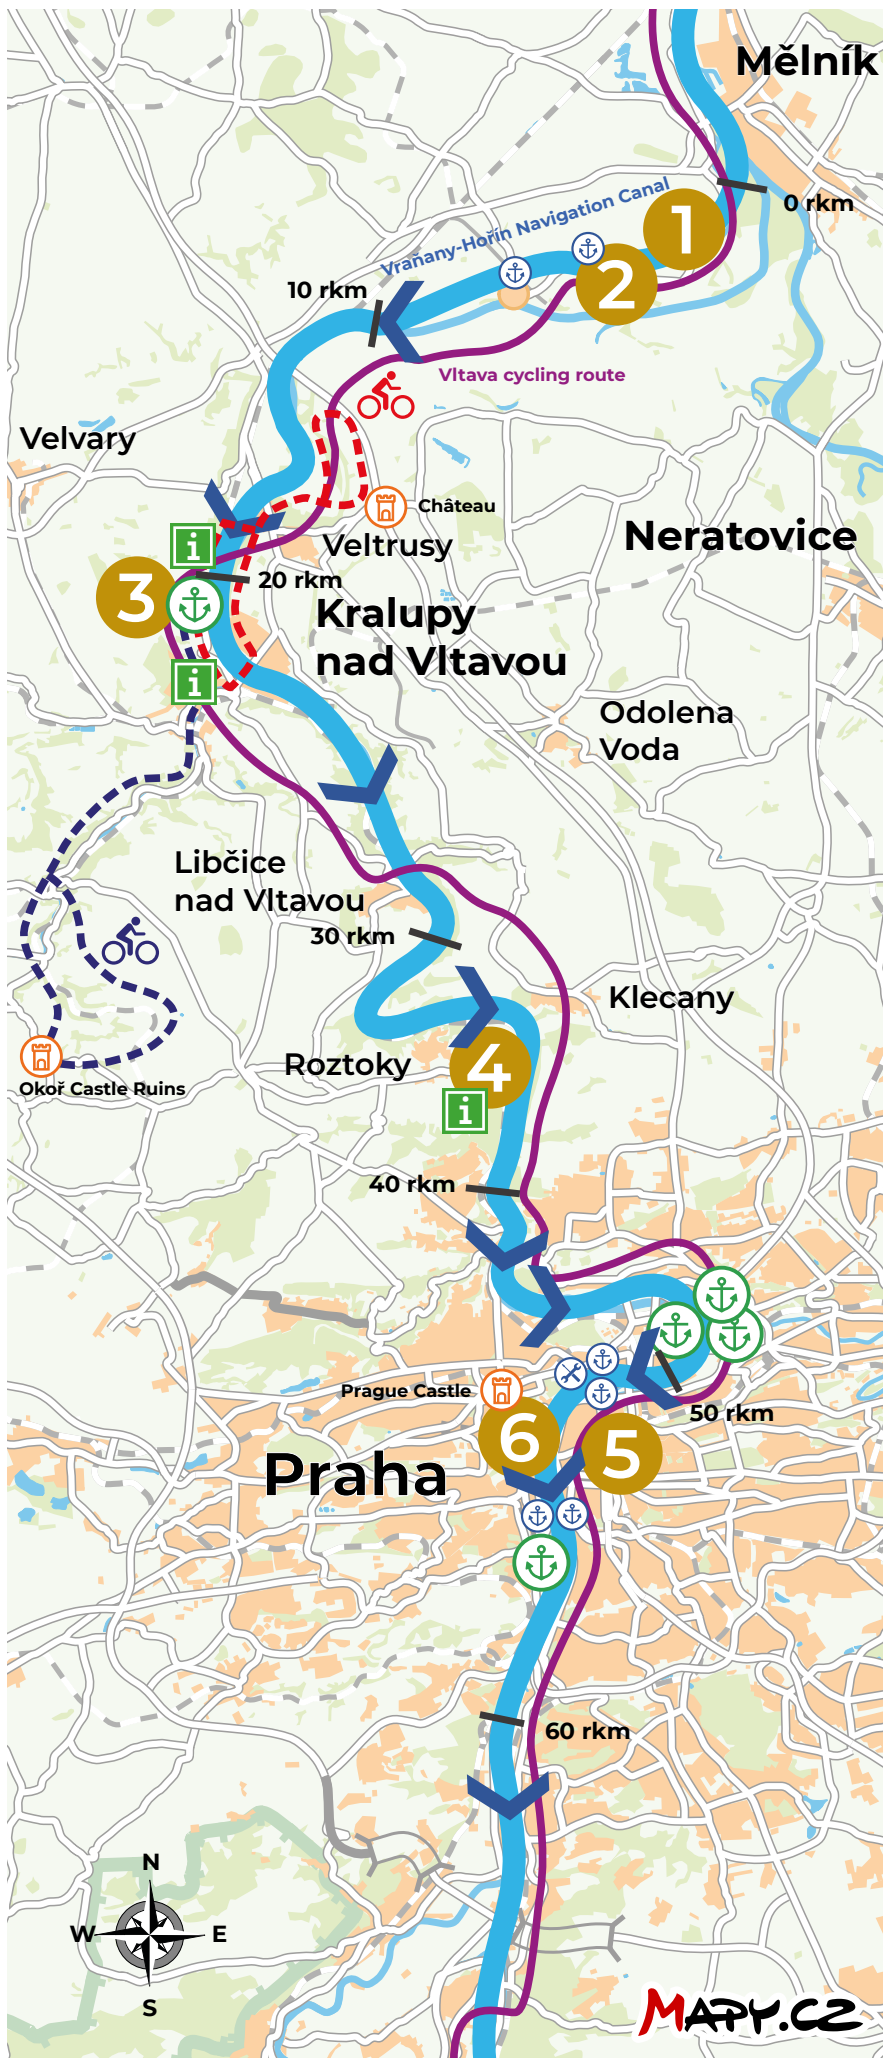 Mělník
0 rkm
Vraňany-Hořín Navigation Canal
1
2
10 rkm
Vltava cycling route
Velvary
Château
Neratovice
Veltrusy
i
20 rkm
3
Kralupy
nad Vltavou
i
Odolena
Voda
Libčice
nad Vltavou
30 rkm
Klecany
Roztoky
4
Okoř Castle Ruins
i
40 rkm
Prague Castle
50 rkm
6
5
Praha
60 rkm
N
W
E
S
MAPY.CZ